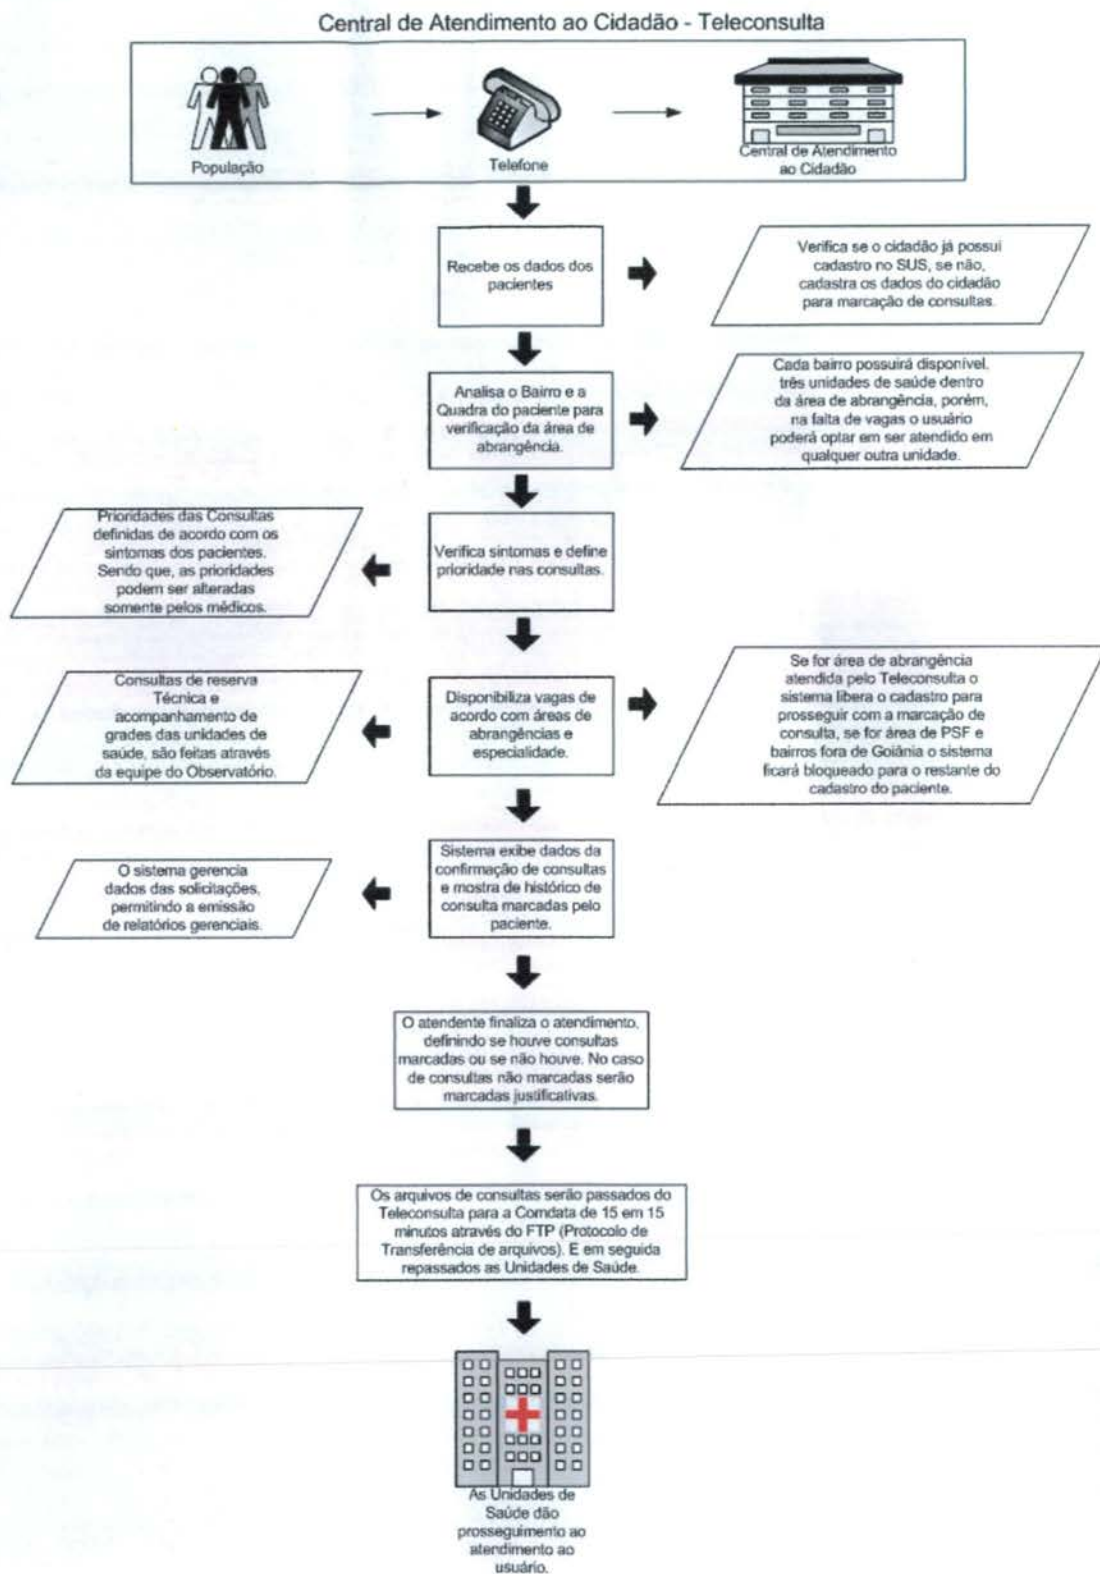 Central de Atendimento ao Cidadão - Teleconsulta
População
Telefone
Central de Atendimento
ao Cidadão
Recebe os dados dos
pacientes
Verifica se o cidadão já possui
cadastro no SUS, se não,
cadastra os dados do cidadão
para marcação de consultas.
Analisa o Bairro e a
Quadra do paciente para
verificação da área de
abrangência.
Cada bairro possuirá disponível,
três unidades de saúde dentro
da área de abrangência, porém,
na falta de vagas o usuário
poderá optar em ser atendido em
qualquer outra unidade.
Prioridades das Consultas
definidas de acordo com os
sintomas dos pacientes.
Sendo que, as prioridades
podem ser alteradas
somente pelos médicos.
Verifica sintomas e define
prioridade nas consultas.
Consultas de reserva
Técnica e
acompanhamento de
grades das unidades de
saúde, são feitas através
da equipe do Observatório.
Disponibiliza vagas de
acordo com áreas de
abrangências e
especialidade.
Se for área de abrangência
atendida pelo Teleconsulta o
sistema libera o cadastro para
prosseguir com a marcação de
consulta, se for área de PSF e
bairros fora de Goiânia o sistema
ficará bloqueado para o restante do
cadastro do paciente.
O sistema gerencia
dados das solicitações,
permitindo a emissão
de relatórios gerenciais.
Sistema exibe dados da
confirmação de consultas
e mostra de histórico de
consulta marcadas pelo
paciente.
O atendente finaliza o atendimento,
definindo se houve consultas
marcadas ou se não houve. No caso
de consultas não marcadas serão
marcadas justificativas.
Os arquivos de consultas serão passados do
Teleconsulta para a Comdata de 15 em 15
minutos através do FTP (Protocolo de
Transferência de arquivos). E em seguida
repassados as Unidades de Saúde.
As Unidades de
Saúde dão
prosseguimento ao
atendimento ao
usuário.